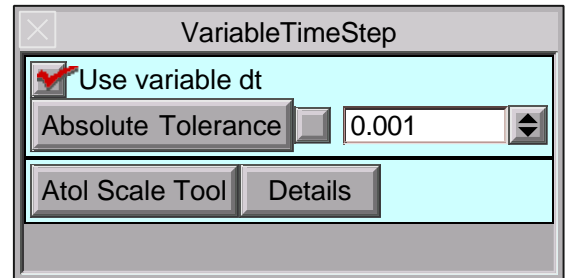 VariableTimeStep
Use variable dt
Absolute Tolerance 0.001
Atol Scale Tool Details